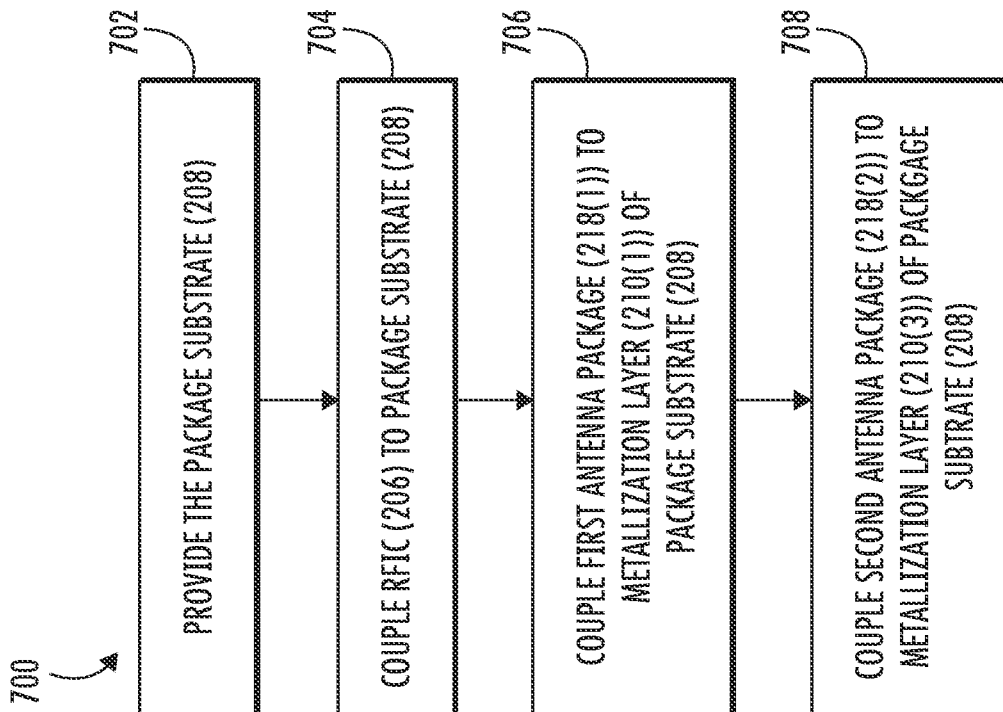 700
702
PROVIDE THE PACKAGE SUBSTRATE (208)
704
COUPLE RFIC (206) TO PACKAGE SUBSTRATE (208)
706
COUPLE FIRST ANTENNA PACKAGE (218(1)) TO
METALLIZATION LAYER (210(1)) OF
PACKAGE SUBSTRATE (208)
708
COUPLE SECOND ANTENNA PACKAGE (218(2)) TO
METALLIZATION LAYER (210(3)) OF PACKGAGE
SUBTRATE (208)